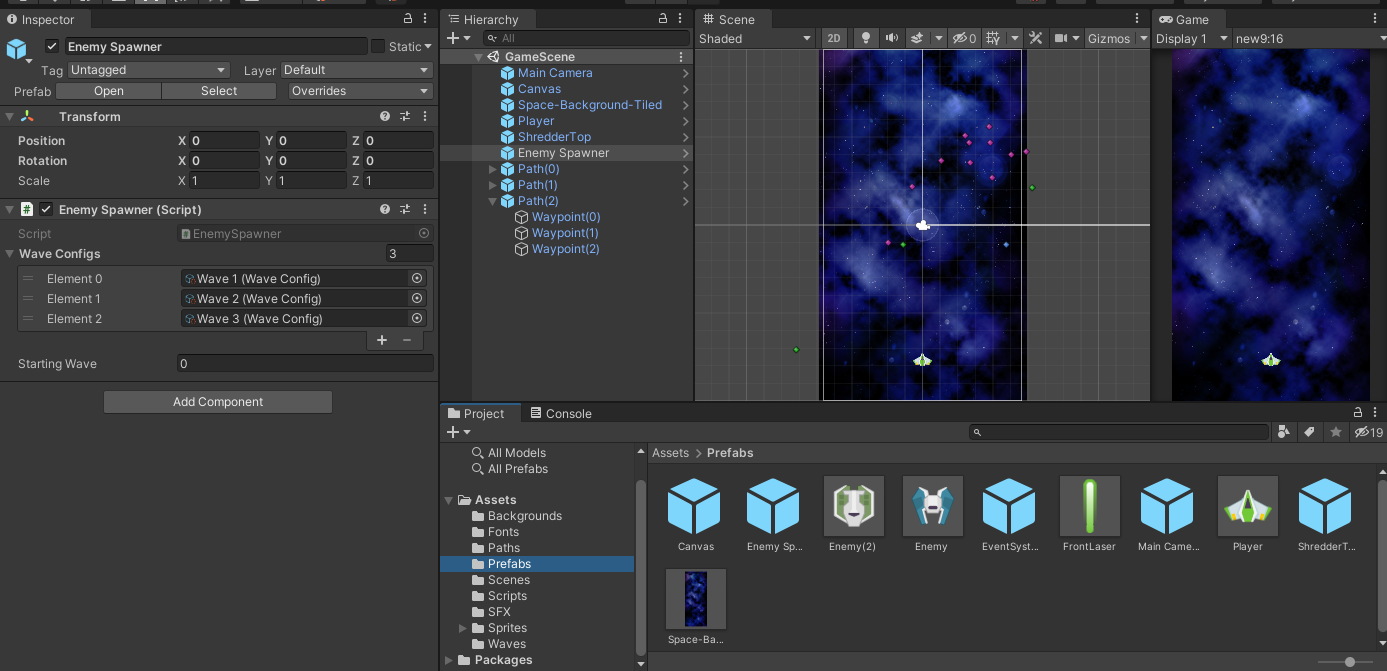 Inspector
Enemy Spawner
Static
Tag Untagged Layer Default
Prefab Open Select Overrides
Transform
Position X 0 Y 0 Z 0
Rotation X 0 Y 0 Z 0
Scale X 1 Y 1 Z 1
# Enemy Spawner (Script)
Script # EnemySpawner
Wave Configs 3
Element 0 Wave 1 (Wave Config)
Element 1 Wave 2 (Wave Config)
Element 2 Wave 3 (Wave Config)
+ −
Starting Wave 0
Add Component
Hierarchy
+ All
GameScene
Main Camera
Canvas
Space-Background-Tiled
Player
ShredderTop
Enemy Spawner
Path(0)
Path(1)
Path(2)
Waypoint(0)
Waypoint(1)
Waypoint(2)
# Scene
Shaded 2D 0 Gizmos
Game
Display 1 new9:16
Project Console
+ 19
All Models
All Prefabs
Assets
Backgrounds
Fonts
Paths
Prefabs
Scenes
Scripts
SFX
Sprites
Waves
Packages
Assets > Prefabs
Canvas Enemy Sp... Enemy(2) Enemy EventSyst... FrontLaser Main Came... Player ShredderT...
Space-Ba...